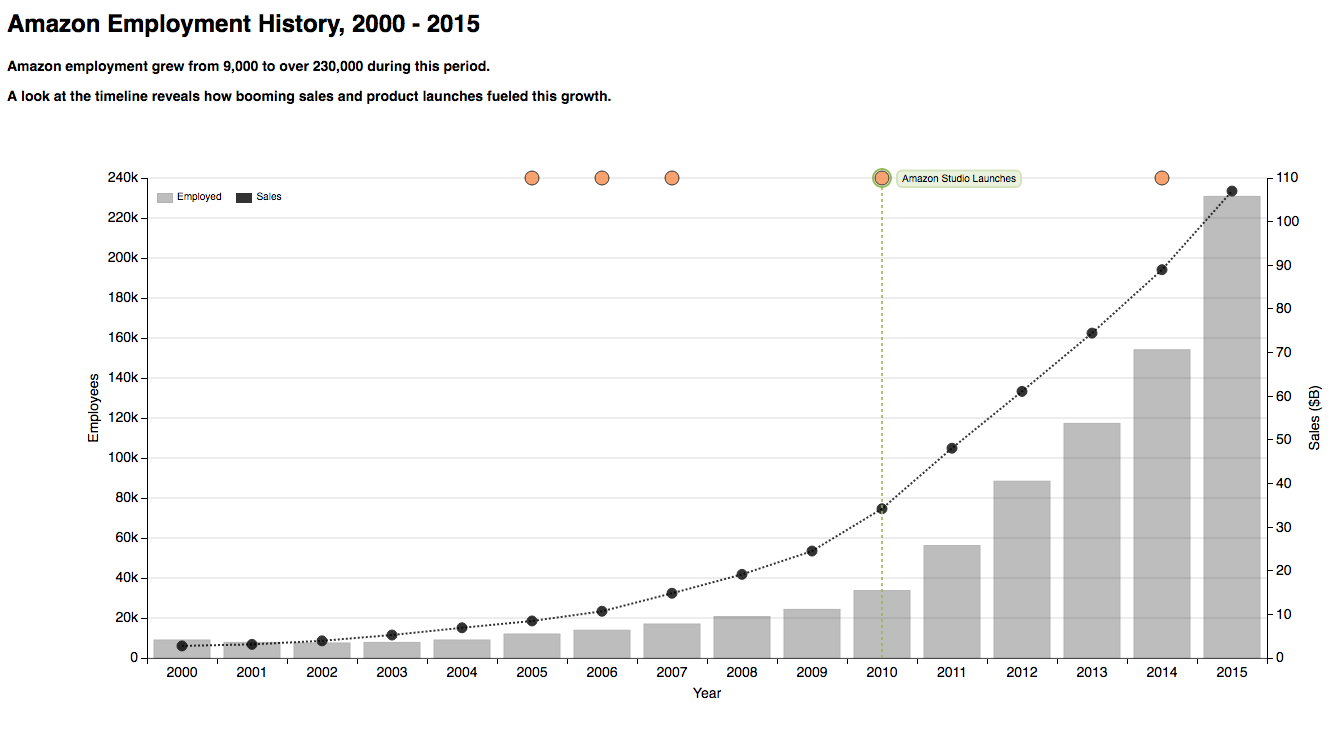 Amazon Employment History, 2000 - 2015
Amazon employment grew from 9,000 to over 230,000 during this period.
A look at the timeline reveals how booming sales and product launches fueled this growth.
Employed
Sales
Amazon Studio Launches
240k
220k
200k
180k
160k
140k
120k
100k
80k
60k
40k
20k
0
Employees
110
100
90
80
70
60
50
40
30
20
10
0
Sales ($B)
2000 2001 2002 2003 2004 2005 2006 2007 2008 2009 2010 2011 2012 2013 2014 2015
Year